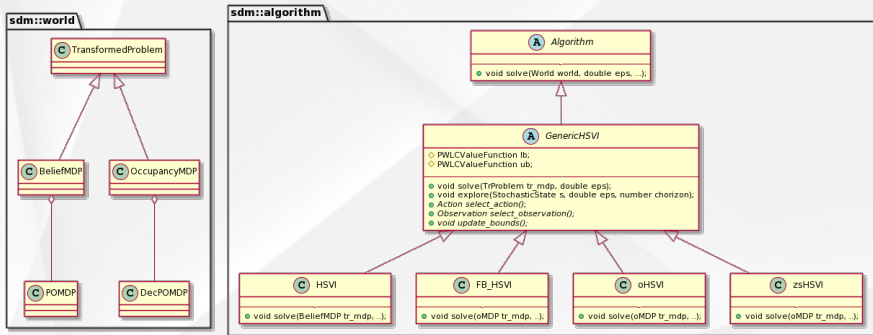 sdm::world
C TransformedProblem
C BeliefMDP
C OccupancyMDP
C POMDP
C DecPOMDP
sdm::algorithm
A Algorithm
void solve(World world, double eps, ...);
A GenericHSVI
PWLCValueFunction lb;
PWLCValueFunction ub;
void solve(TrProblem tr_mdp, double eps);
void explore(StochasticState s, double eps, number chorizon);
Action select_action();
Observation select_observation();
void update_bounds();
C HSVI
void solve(BeliefMDP tr_mdp, ..);
C FB_HSVI
void solve(oMDP tr_mdp, ..);
C oHSVI
void solve(oMDP tr_mdp, ..);
C zsHSVI
void solve(oMDP tr_mdp, ..);